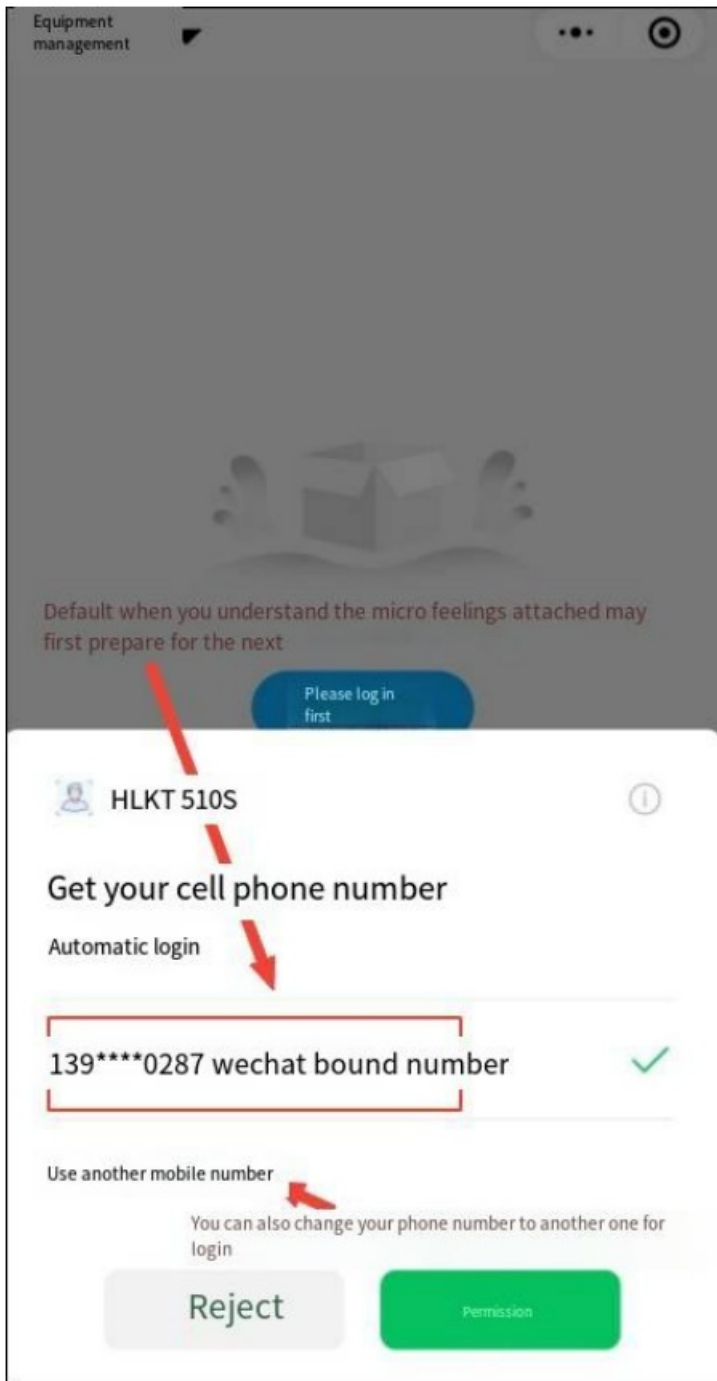 Equipment
management
Default when you understand the micro feelings attached may
first prepare for the next
Please log in
first
HLKT 510S
Get your cell phone number
Automatic login
139****0287 wechat bound number
Use another mobile number
You can also change your phone number to another one for
login
Reject
Permission